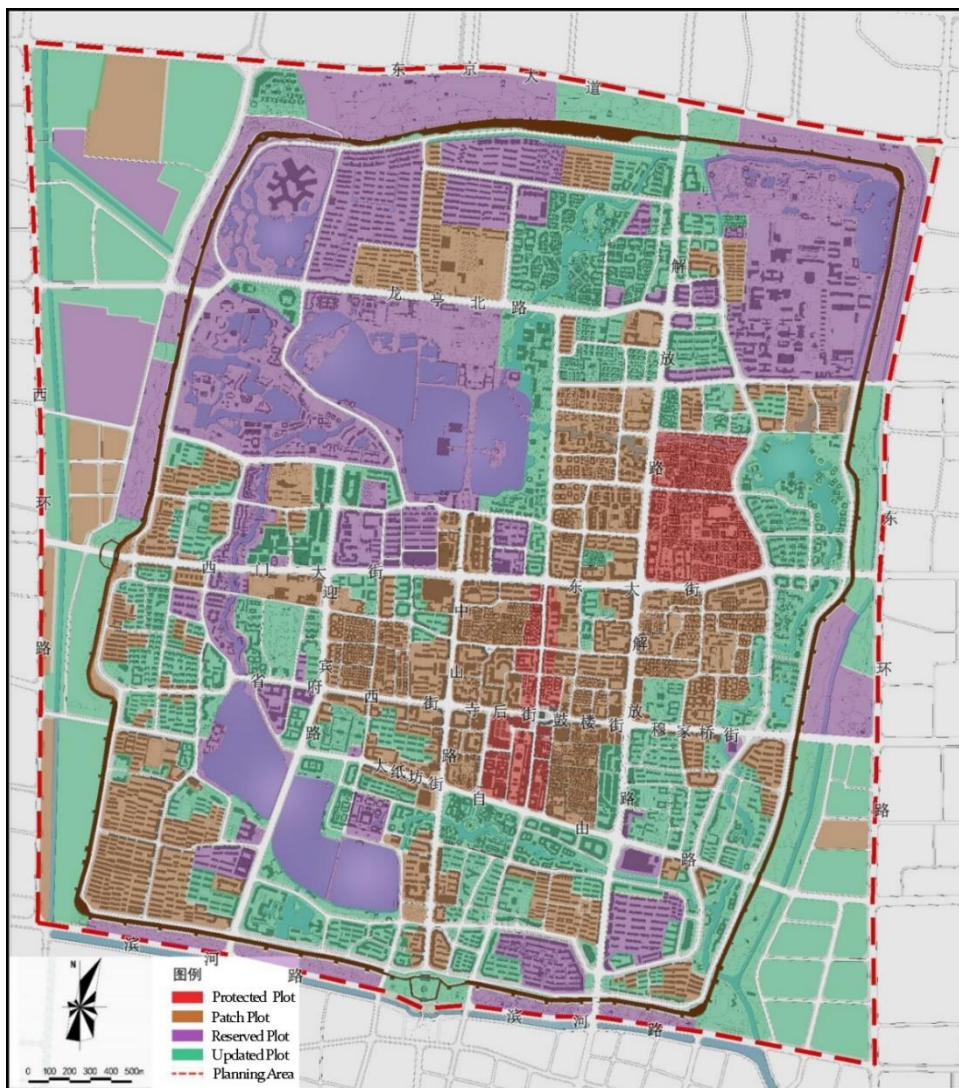 东京大道
龙亭北路
解放路
西环路
东环路
西门大街
东大街
迎宾路
中山路
解放路
省府西街
寺后街
鼓楼街
穆家桥街
大纸坊街
自由路
滨河路
滨河路
N
图例
Protected Plot
Patch Plot
Reserved Plot
Updated Plot
Planning Area
0 100 200 300 400 500m